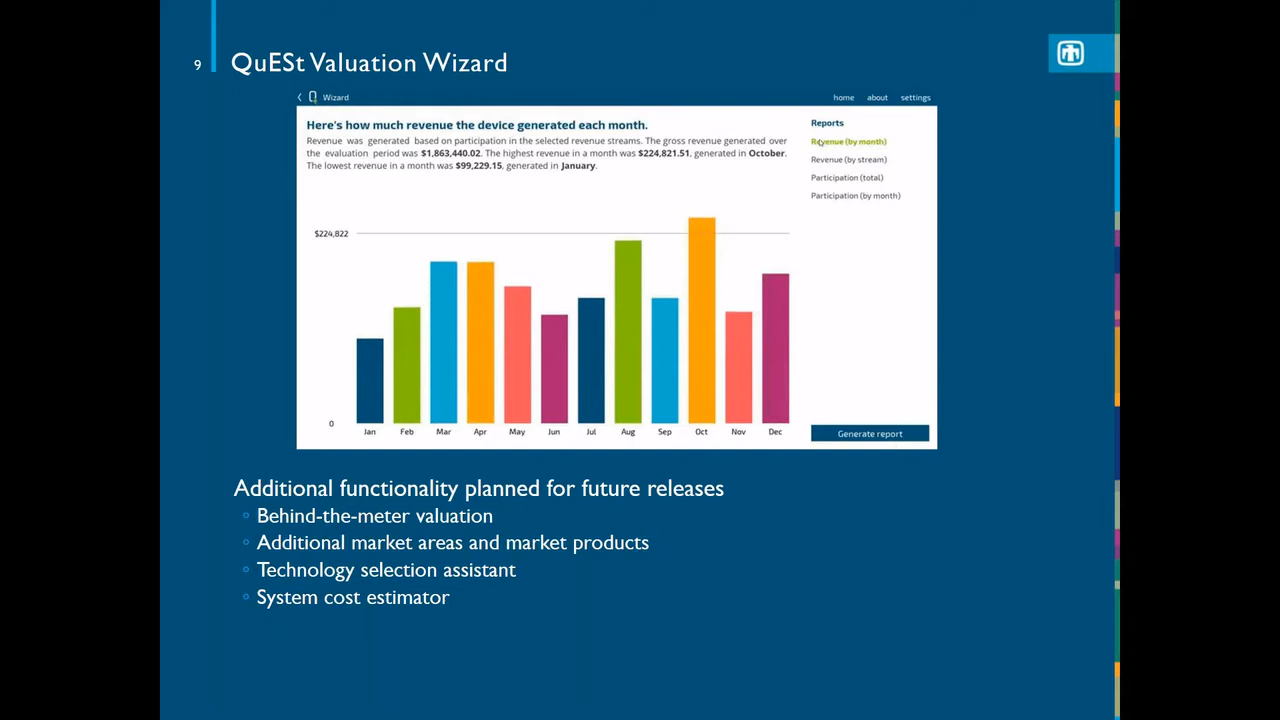 9 QuESt Valuation Wizard
Wizard home about settings
Here's how much revenue the device generated each month.
Revenue was generated based on participation in the selected revenue streams. The gross revenue generated over
the evaluation period was $1,863,440.02. The highest revenue in a month was $224,821.51, generated in October.
The lowest revenue in a month was $99,229.15, generated in January.
Reports
Revenue (by month)
Revenue (by stream)
Participation (total)
Participation (by month)
$224,822
0
Jan Feb Mar Apr May Jun Jul Aug Sep Oct Nov Dec
Generate report
Additional functionality planned for future releases
Behind-the-meter valuation
Additional market areas and market products
Technology selection assistant
System cost estimator